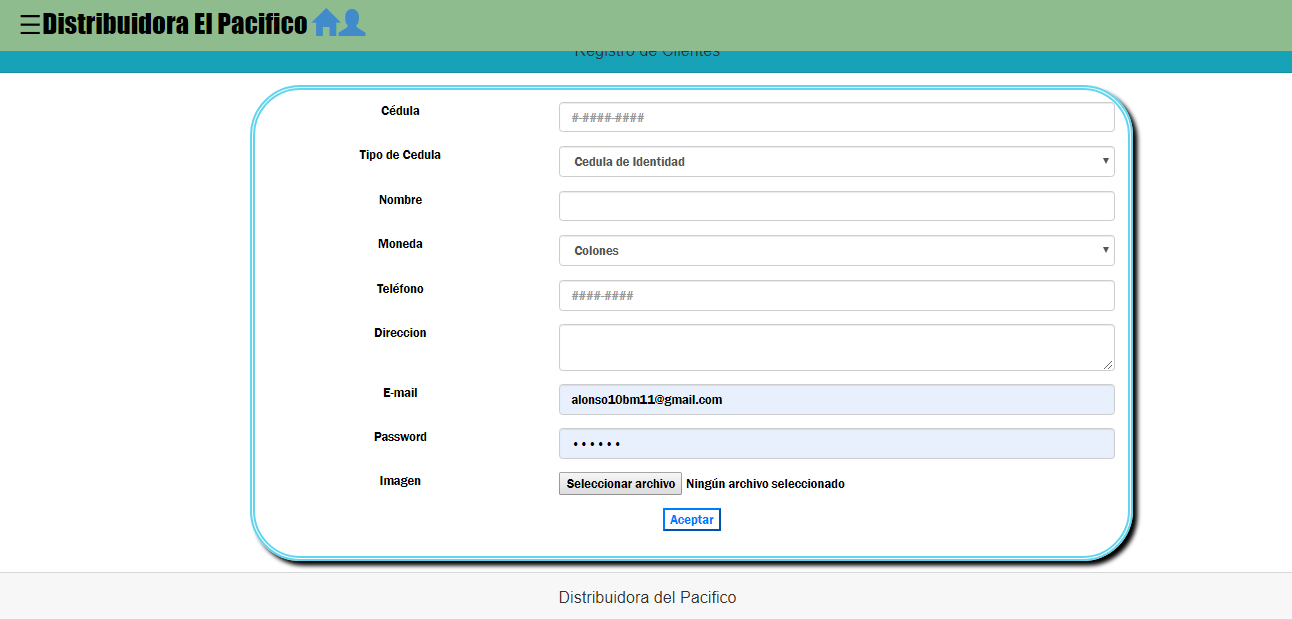 ☰Distribuidora El Pacifico
Registro de Clientes
Cédula
#-####-####
Tipo de Cedula
Cedula de Identidad
Nombre
Moneda
Colones
Teléfono
####-####
Direccion
E-mail
alonso10bm11@gmail.com
Password
••••••
Imagen
Seleccionar archivo Ningún archivo seleccionado
Aceptar
Distribuidora del Pacifico